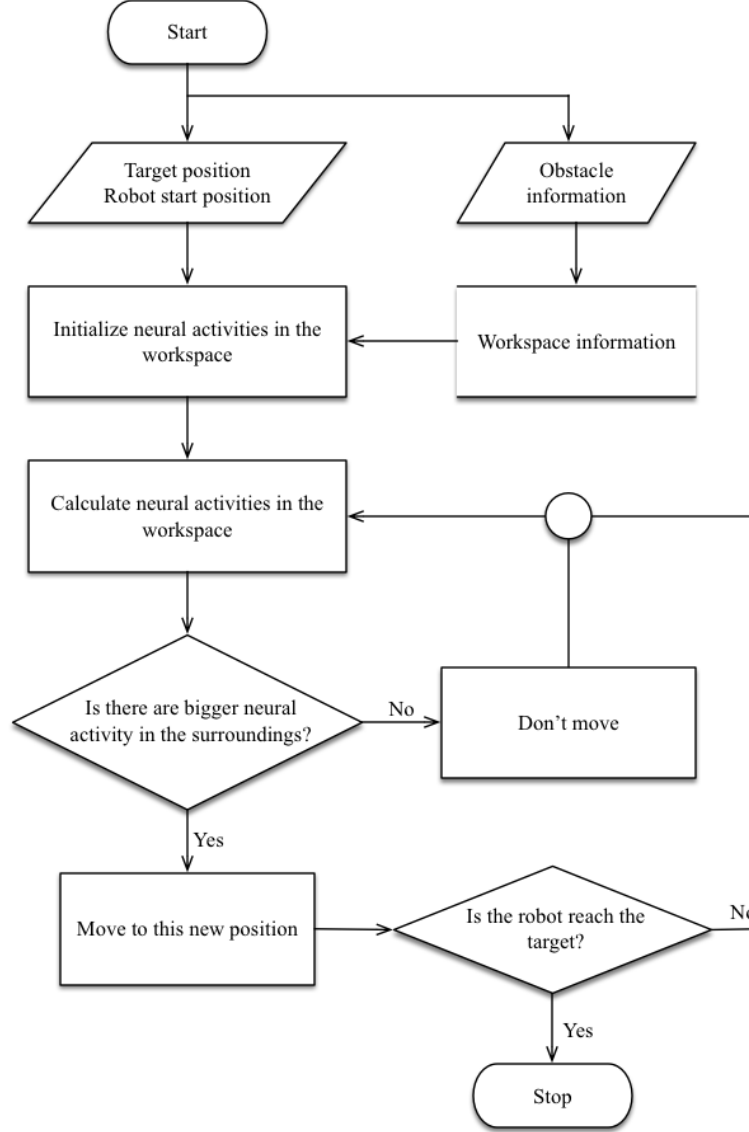 Start
Target position
Robot start position
Obstacle
information
Initialize neural activities in the
workspace
Workspace information
Calculate neural activities in the
workspace
Is there are bigger neural
activity in the surroundings?
No
Don’t move
Yes
Move to this new position
Is the robot reach the
target?
No
Yes
Stop